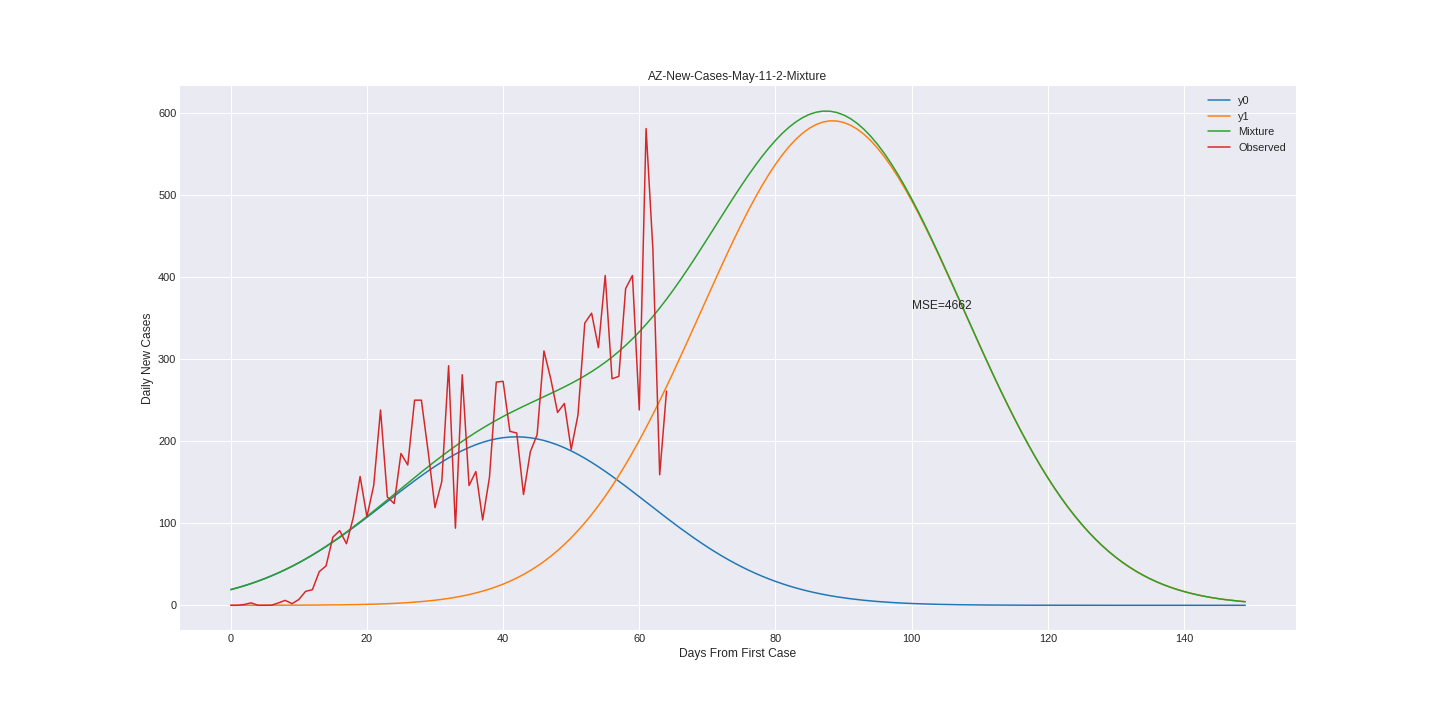 AZ-New-Cases-May-11-2-Mixture
y0
y1
Mixture
Observed
600
500
400
300
200
100
0
Daily New Cases
MSE=4662
0 20 40 60 80 100 120 140
Days From First Case